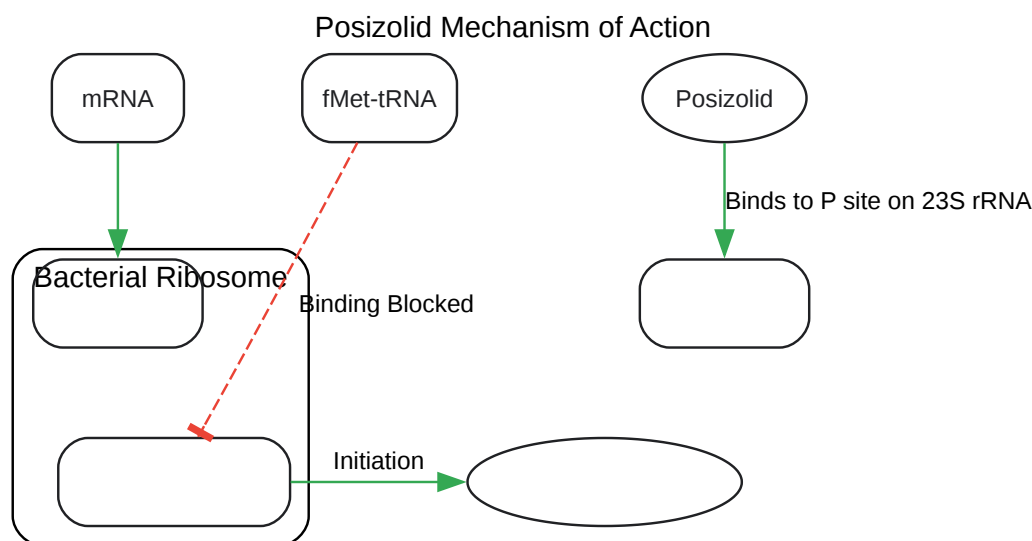 Posizolid Mechanism of Action
mRNA
fMet-tRNA
Posizolid
Binds to P site on 23S rRNA
Bacterial Ribosome
Binding Blocked
Initiation